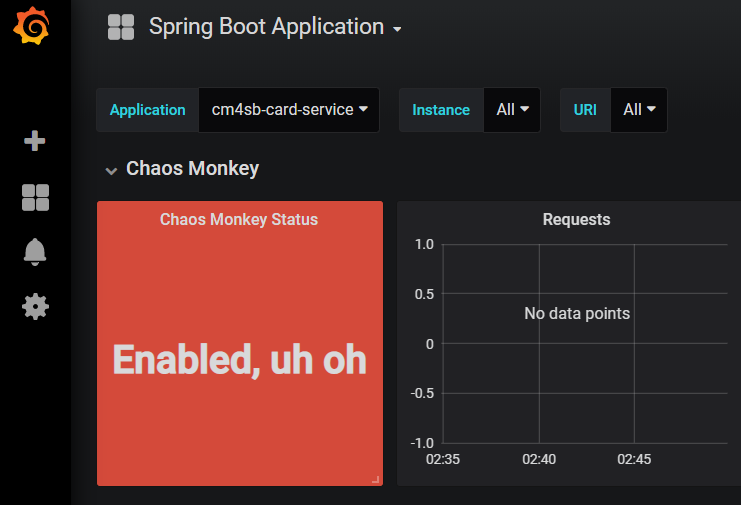 Spring Boot Application
Application cm4sb-card-service Instance All URI All
Chaos Monkey
Chaos Monkey Status
Enabled, uh oh
Requests
1.0
0.5
0
-0.5
-1.0
No data points
02:35 02:40 02:45